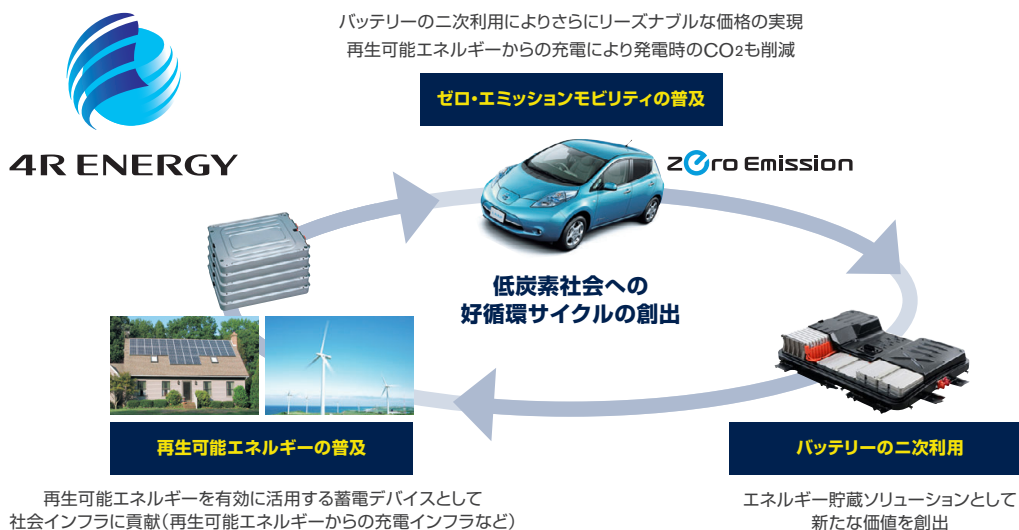 バッテリーの二次利用によりさらにリーズナブルな価格の実現
再生可能エネルギーからの充電により発電時のCO2も削減
ゼロ・エミッションモビリティの普及
4R ENERGY
zero Emission
低炭素社会への
好循環サイクルの創出
再生可能エネルギーの普及
バッテリーの二次利用
再生可能エネルギーを有効に活用する蓄電デバイスとして
社会インフラに貢献(再生可能エネルギーからの充電インフラなど)
エネルギー貯蔵ソリューションとして
新たな価値を創出